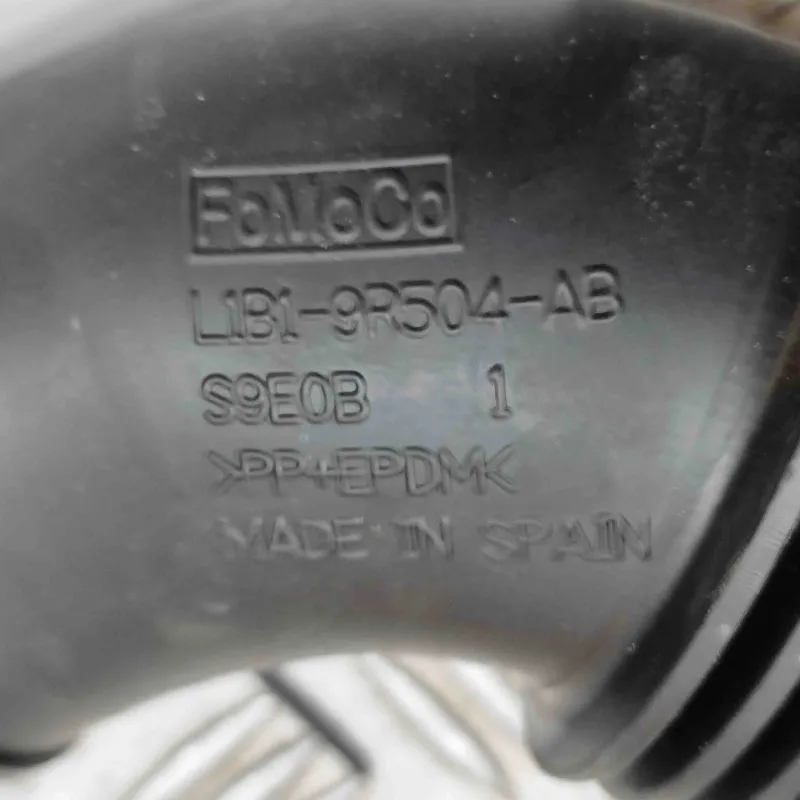 FoMoCo
L1B1-9R504-AB
S9E0B 1
>PP+EPDM<
MADE IN SPAIN